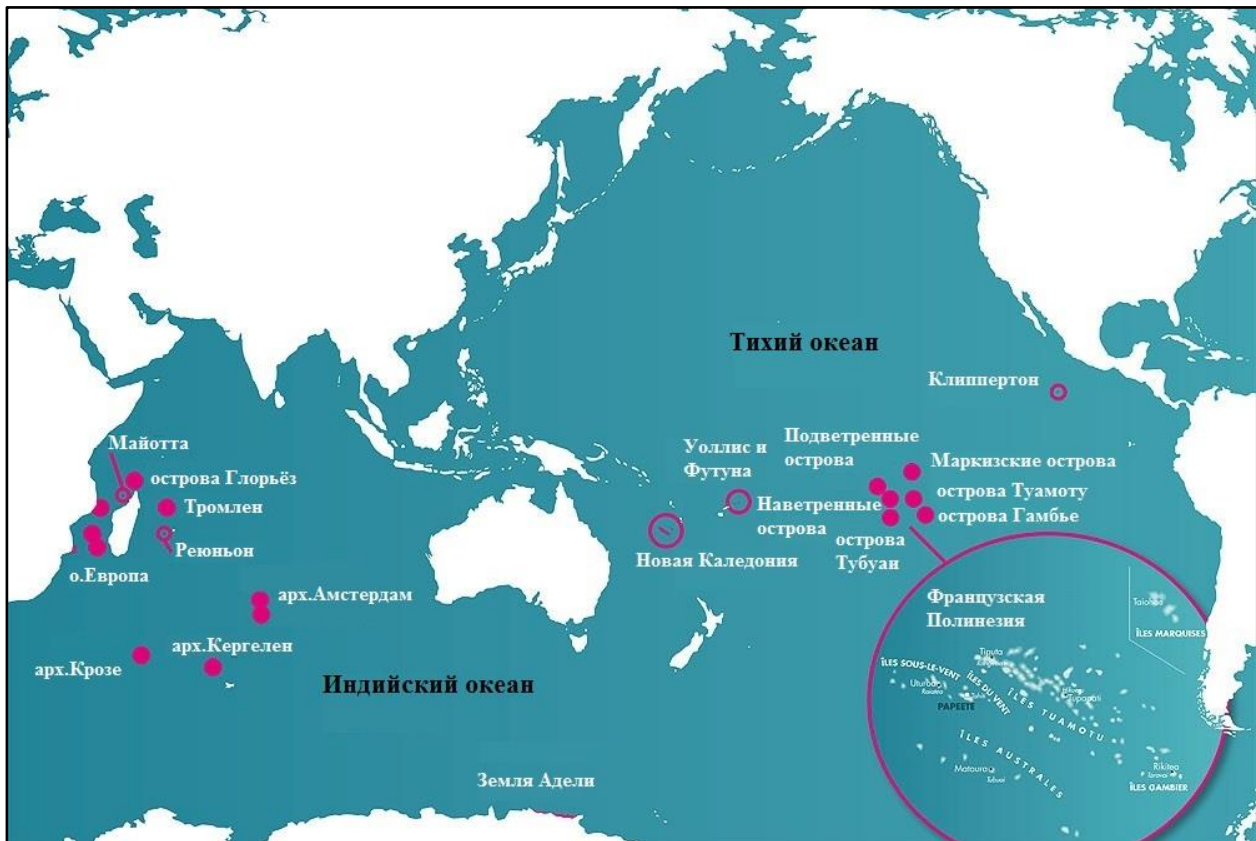 Тихий океан
Клиппертон
Майотта
острова Глорьёз
Тромлен
Реюньон
о.Европа
Уоллис и
Футуна
Подветренные
острова
Маркизские острова
острова Туамоту
острова Гамбье
Наветренные
острова
острова
Тубуаи
Новая Каледония
арх.Амстердам
арх.Кергелен
арх.Крозе
Индийский океан
Земля Адели
Французская
Полинезия
ÎLES MARQUISES
ÎLES SOUS-LE-VENT
ÎLES DU VENT
ÎLES TUAMOTU
PAPEETE
ÎLES AUSTRALES
Rikitea
ÎLES GAMBIER